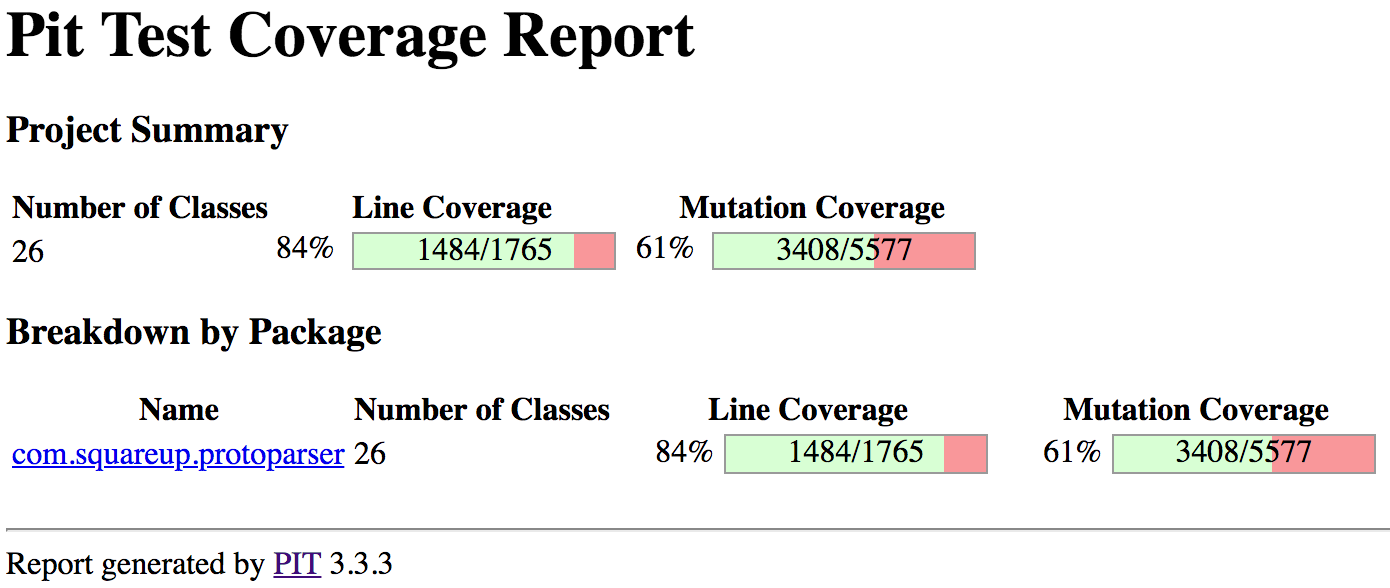 Pit Test Coverage Report
Project Summary
Number of Classes Line Coverage Mutation Coverage
26 84% 1484/1765 61% 3408/5577
Breakdown by Package
Name Number of Classes Line Coverage Mutation Coverage
com.squareup.protoparser 26 84% 1484/1765 61% 3408/5577
Report generated by PIT 3.3.3